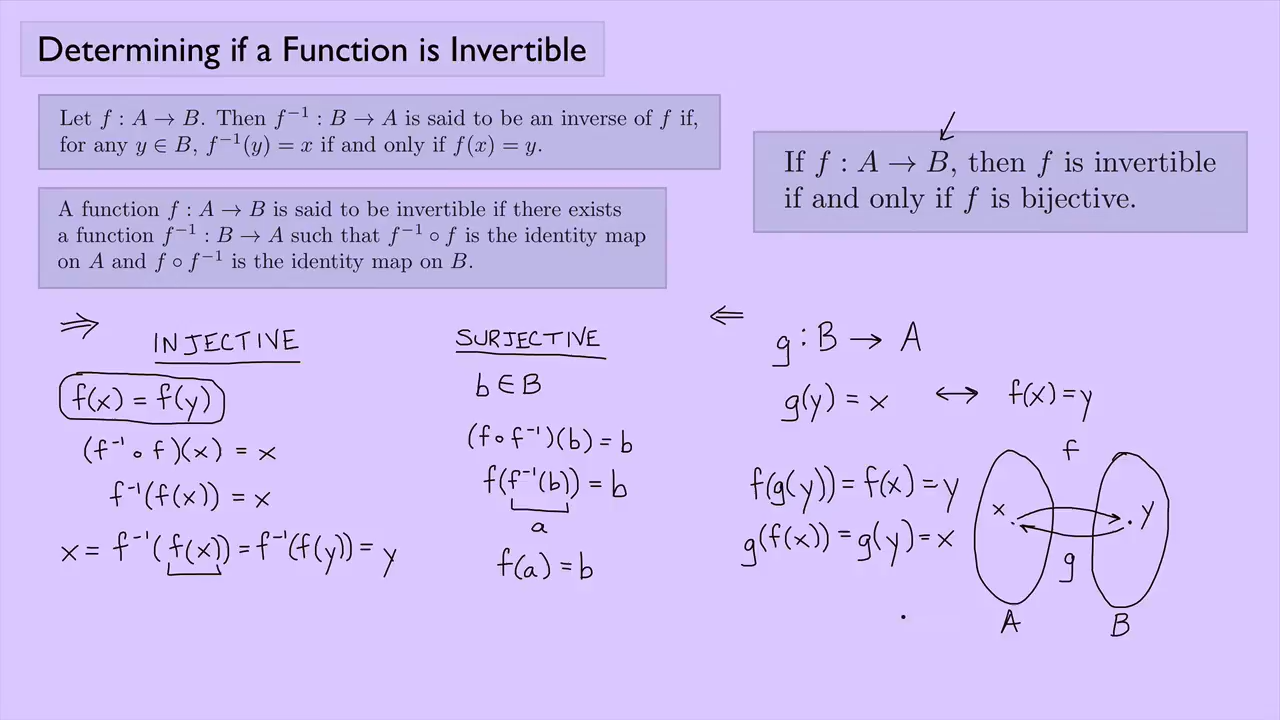 Determining if a Function is Invertible
Let f : A → B. Then f⁻¹ : B → A is said to be an inverse of f if,
for any y ∈ B, f⁻¹(y) = x if and only if f(x) = y.
A function f : A → B is said to be invertible if there exists
a function f⁻¹ : B → A such that f⁻¹ ∘ f is the identity map
on A and f ∘ f⁻¹ is the identity map on B.
If f : A → B, then f is invertible
if and only if f is bijective.
⇒
INJECTIVE
f(x) = f(y)
(f⁻¹ ∘ f)(x) = x
f⁻¹(f(x)) = x
x = f⁻¹(f(x)) = f⁻¹(f(y)) = y
SURJECTIVE
b ∈ B
(f ∘ f⁻¹)(b) = b
f(f⁻¹(b)) = b
a
f(a) = b
⇐
g : B → A
g(y) = x ↔ f(x) = y
f(g(y)) = f(x) = y
g(f(x)) = g(y) = x
f
x y
g
A B